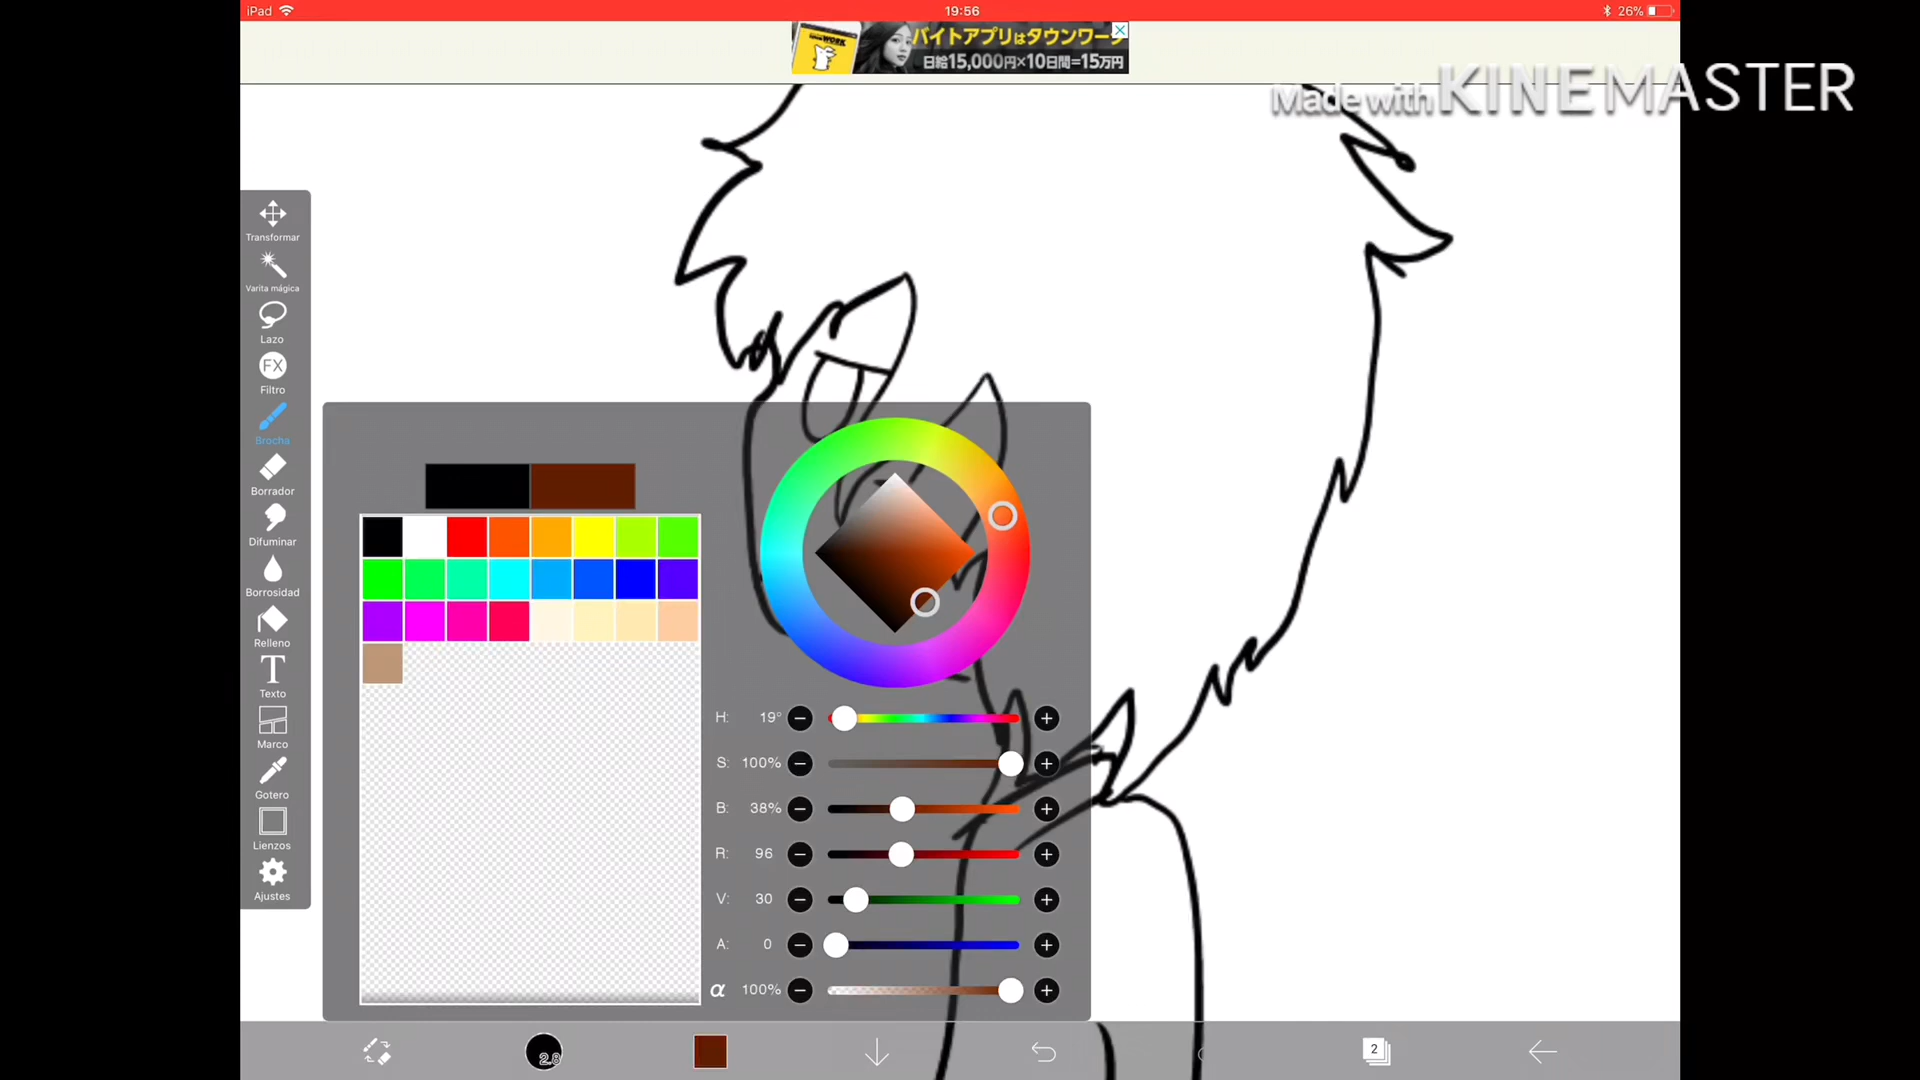 iPad
19:56
26%
バイトアプリはタウンワーク
日給15,000円×10日間=15万円
Made with KINEMASTER
Transformar
Varita mágica
Lazo
FX
Filtro
Brocha
Borrador
Difuminar
Borrosidad
Relleno
T
Texto
Marco
Gotero
Lienzos
Ajustes
H: 19°
S: 100%
B: 38%
R: 96
V: 30
A: 0
α 100%
2.8
2